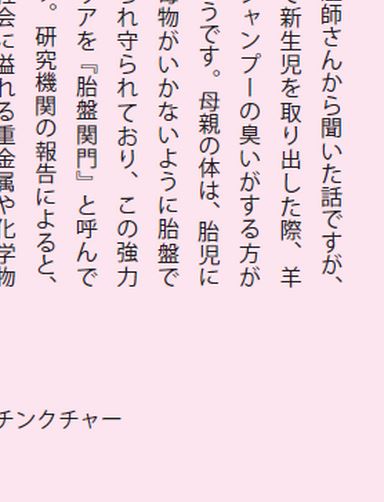 師さんから聞いた話ですが、
新生児を取り出した際、羊
ャンプーの臭いがする方が
うです。母親の体は、胎児に
物がいかないように胎盤で
れ守られており、この強力
アを『胎盤関門』と呼んで
。研究機関の報告によると、
会に溢れる重金属や化学物
チンクチャー